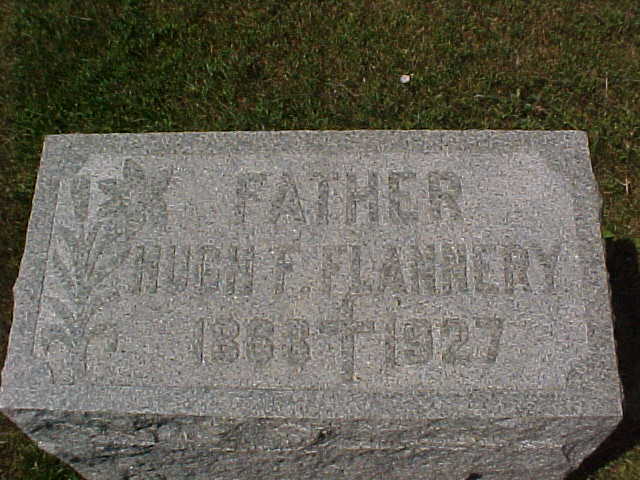 FATHER
HUGH F. FLANNERY
1868 1927